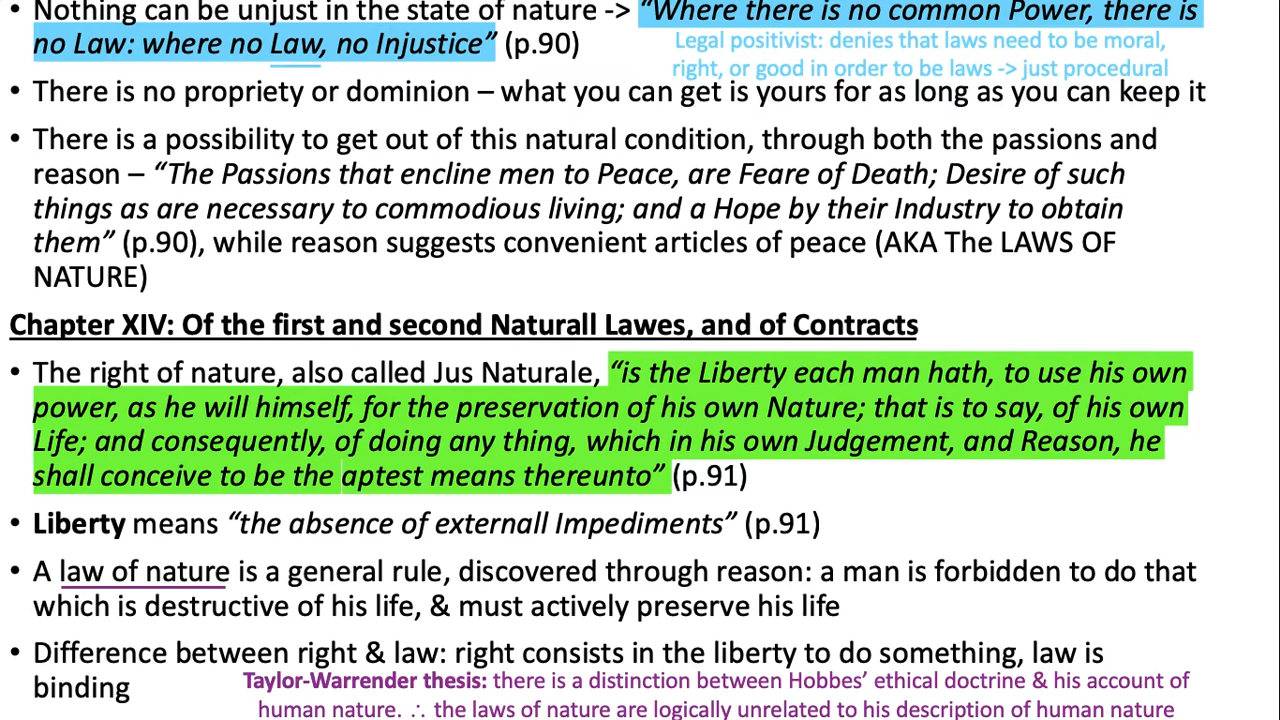 • Nothing can be unjust in the state of nature -> “Where there is no common Power, there is
no Law: where no Law, no Injustice” (p.90)
Legal positivist: denies that laws need to be moral,
right, or good in order to be laws -> just procedural
• There is no propriety or dominion – what you can get is yours for as long as you can keep it
• There is a possibility to get out of this natural condition, through both the passions and
reason – “The Passions that encline men to Peace, are Feare of Death; Desire of such
things as are necessary to commodious living; and a Hope by their Industry to obtain
them” (p.90), while reason suggests convenient articles of peace (AKA The LAWS OF
NATURE)
Chapter XIV: Of the first and second Naturall Lawes, and of Contracts
• The right of nature, also called Jus Naturale, “is the Liberty each man hath, to use his own
power, as he will himself, for the preservation of his own Nature; that is to say, of his own
Life; and consequently, of doing any thing, which in his own Judgement, and Reason, he
shall conceive to be the aptest means thereunto” (p.91)
• Liberty means “the absence of externall Impediments” (p.91)
• A law of nature is a general rule, discovered through reason: a man is forbidden to do that
which is destructive of his life, & must actively preserve his life
• Difference between right & law: right consists in the liberty to do something, law is
binding
Taylor-Warrender thesis: there is a distinction between Hobbes’ ethical doctrine & his account of
human nature. ∴ the laws of nature are logically unrelated to his description of human nature